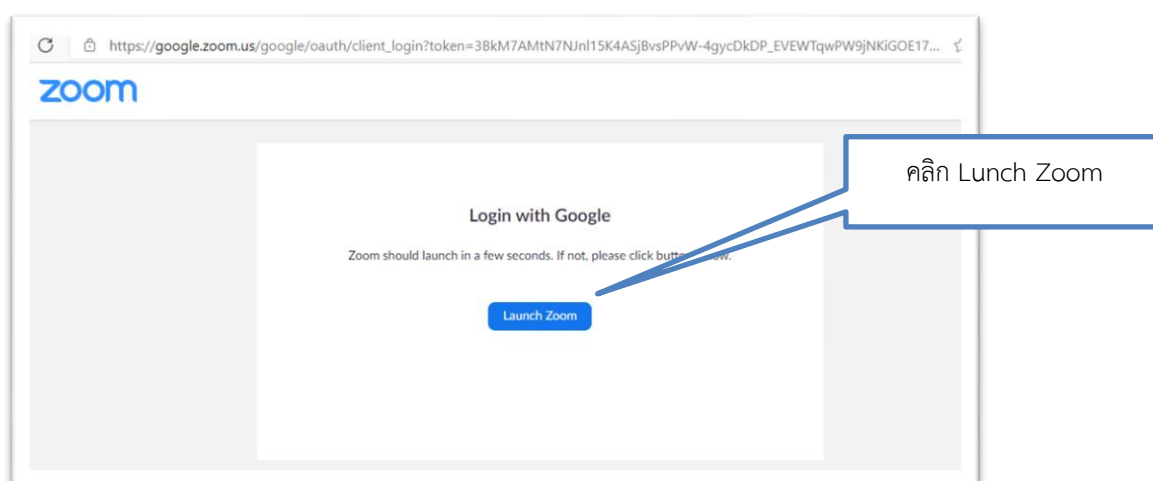 https://google.zoom.us/google/oauth/client_login?token=3BkM7AMtN7NJnl15K4ASjBvsPPvW-4gycDkDP_EVEWTqwPW9jNKiGOE17...
zoom
คลิก Lunch Zoom
Login with Google
Zoom should launch in a few seconds. If not, please click
Launch Zoom